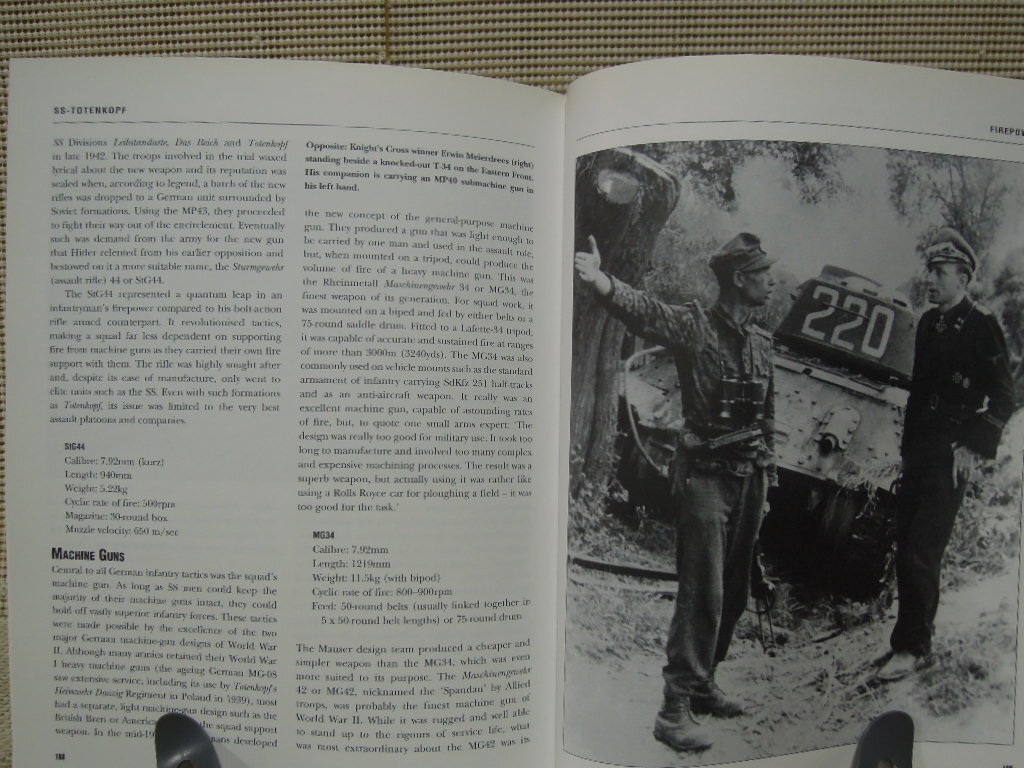 SS-TOTENKOPF
SS Divisions Leibstandarte, Das Reich and Totenkopf
in late 1942. The troops involved in the trial waxed
lyrical about the new weapon and its reputation was
sealed when, according to legend, a batch of the new
rifles was dropped to a German unit surrounded by
Soviet formations. Using the MP43, they proceeded
to fight their way out of the encirclement. Eventually
such was demand from the army for the new gun
that Hitler relented from his earlier opposition and
bestowed on it a more suitable name, the Sturmgewehr
(assault rifle) 44 or StG44.
The StG44 represented a quantum leap in an
infantryman's firepower compared to his bolt-action
rifle armed counterpart. It revolutionised tactics,
making a squad far less dependent on supporting
fire from machine guns as they carried their own fire
support with them. The rifle was highly sought after
and, despite its ease of manufacture, only went to
elite units such as the SS. Even with such formations
as Totenkopf, its issue was limited to the very best
assault platoons and companies.
StG44
Calibre: 7.92mm (kurz)
Length: 940mm
Weight: 5.22kg
Cyclic rate of fire: 500rpm
Magazine: 30-round box
Muzzle velocity: 650 m/sec
MACHINE GUNS
Central to all German infantry tactics was the squad's
machine gun. As long as SS men could keep the
majority of their machine guns intact, they could
hold off vastly superior infantry forces. These tactics
were made possible by the excellence of the two
major German machine-gun designs of World War
II. Although many armies retained their World War
I heavy machine guns (the ageing German MG-08
saw extensive service, including its use by Totenkopf's
Heimwehr Danzig Regiment in Poland in 1939), most
had a separate, light machine-gun design such as the
British Bren or America the squad support
weapon. In the mid-19 ans developed
188
Opposite: Knight's Cross winner Erwin Meierdrees (right)
standing beside a knocked-out T-34 on the Eastern Front.
His companion is carrying an MP40 submachine gun in
his left hand.
the new concept of the general-purpose machine
gun. They produced a gun that was light enough to
be carried by one man and used in the assault role,
but, when mounted on a tripod, could produce the
volume of fire of a heavy machine gun. This was
the Rheinmetall Maschinengewehr 34 or MG34, the
finest weapon of its generation. For squad work, it
was mounted on a biped and fed by either belts or a
75-round saddle drum. Fitted to a Lafette-34 tripod,
it was capable of accurate and sustained fire at ranges
of more than 3000m (3240yds). The MG34 was also
commonly used on vehicle mounts such as the standard
armament of infantry carrying SdKfz 251 half-tracks
and as an anti-aircraft weapon. It really was an
excellent machine gun, capable of astounding rates
of fire, but, to quote one small arms expert: 'The
design was really too good for military use. It took too
long to manufacture and involved too many complex
and expensive machining processes. The result was a
superb weapon, but actually using it was rather like
using a Rolls Royce car for ploughing a field – it was
too good for the task.'
MG34
Calibre: 7.92mm
Length: 1219mm
Weight: 11.5kg (with bipod)
Cyclic rate of fire: 800–900rpm
Feed: 50-round belts (usually linked together in
5 x 50-round belt lengths) or 75-round drum
The Mauser design team produced a cheaper and
simpler weapon than the MG34, which was even
more suited to its purpose. The Maschinengewehr
42 or MG42, nicknamed the 'Spandau' by Allied
troops, was probably the finest machine gun of
World War II. While it was rugged and well able
to stand up to the rigours of service life, what
was most extraordinary about the MG42 was its
FIREPOW
220